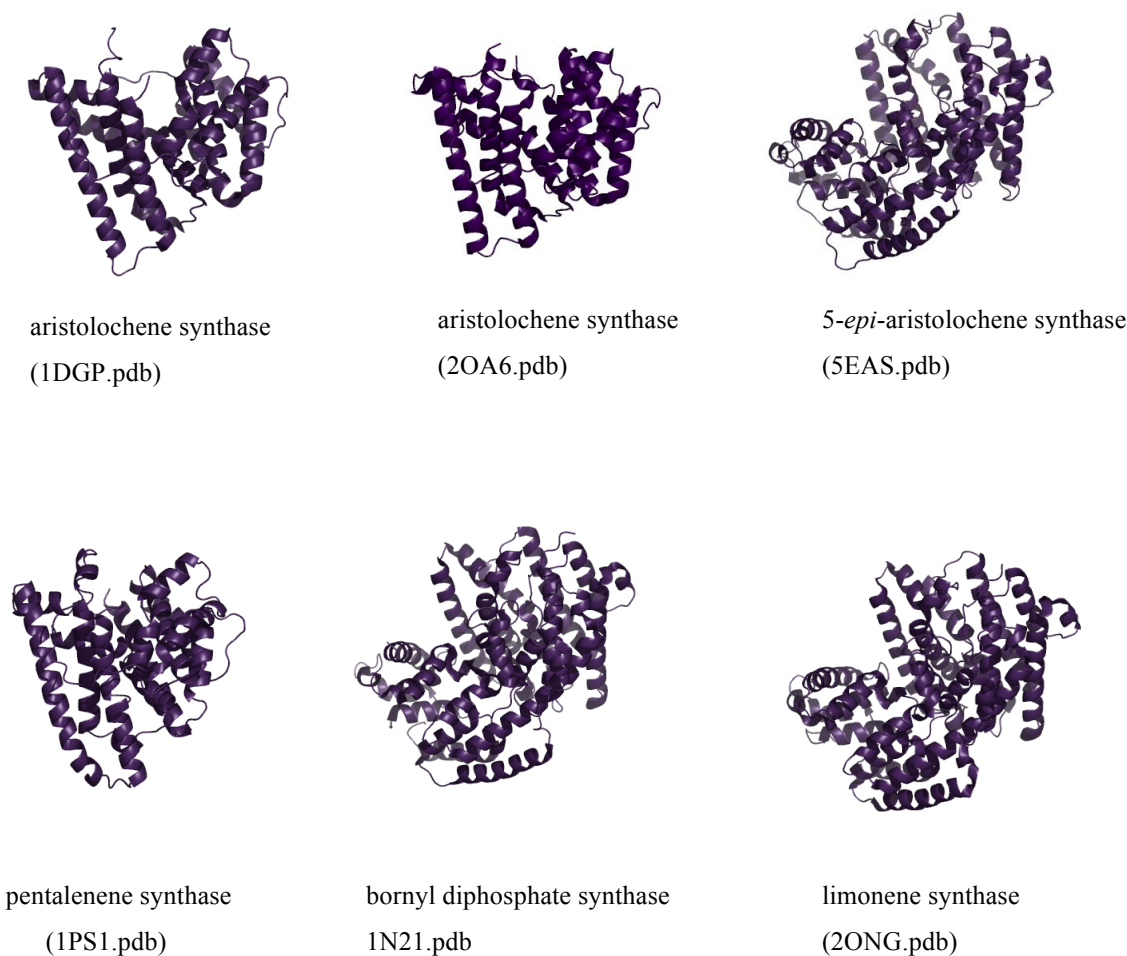 aristolochene synthase
(1DGP.pdb)
aristolochene synthase
(2OA6.pdb)
5-epi-aristolochene synthase
(5EAS.pdb)
pentalenene synthase
(1PS1.pdb)
bornyl diphosphate synthase
1N21.pdb
limonene synthase
(2ONG.pdb)